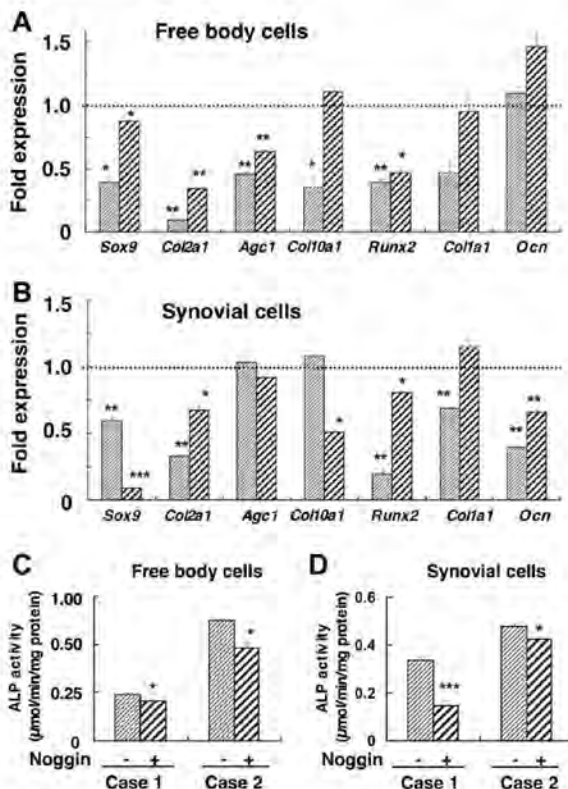 A
Free body cells
Fold expression
1.5
1.0
0.5
0
* * ** ** ** ** * ** *
Sox9 Col2a1 Agc1 Col10a1 Runx2 Col1a1 Ocn
B
Synovial cells
Fold expression
1.5
1.0
0.5
0
** *** ** * * ** * ** ** **
Sox9 Col2a1 Agc1 Col10a1 Runx2 Col1a1 Ocn
C
Free body cells
ALP activity
(μmol/min/mg protein)
1.00
0.50
0.25
0
* *
Noggin - + - +
Case 1 Case 2
D
Synovial cells
ALP activity
(μmol/min/mg protein)
0.6
0.4
0.2
0
*** *
- + - +
Case 1 Case 2